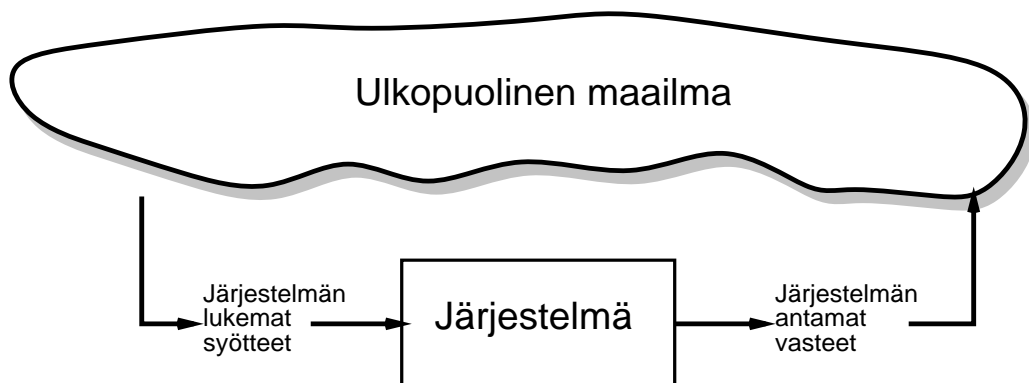 Ulkopuolinen maailma
Järjestelmän
lukemat
syötteet
Järjestelmä
Järjestelmän
antamat
vasteet